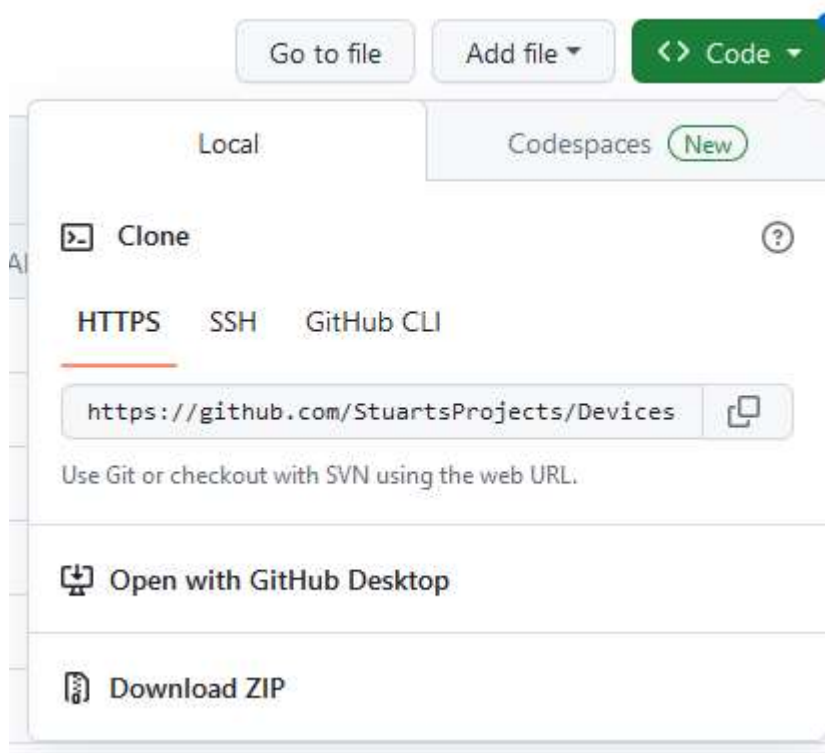 Go to file Add file <> Code
Local Codespaces New
Clone
HTTPS SSH GitHub CLI
https://github.com/StuartsProjects/Devices
Use Git or checkout with SVN using the web URL.
Open with GitHub Desktop
Download ZIP